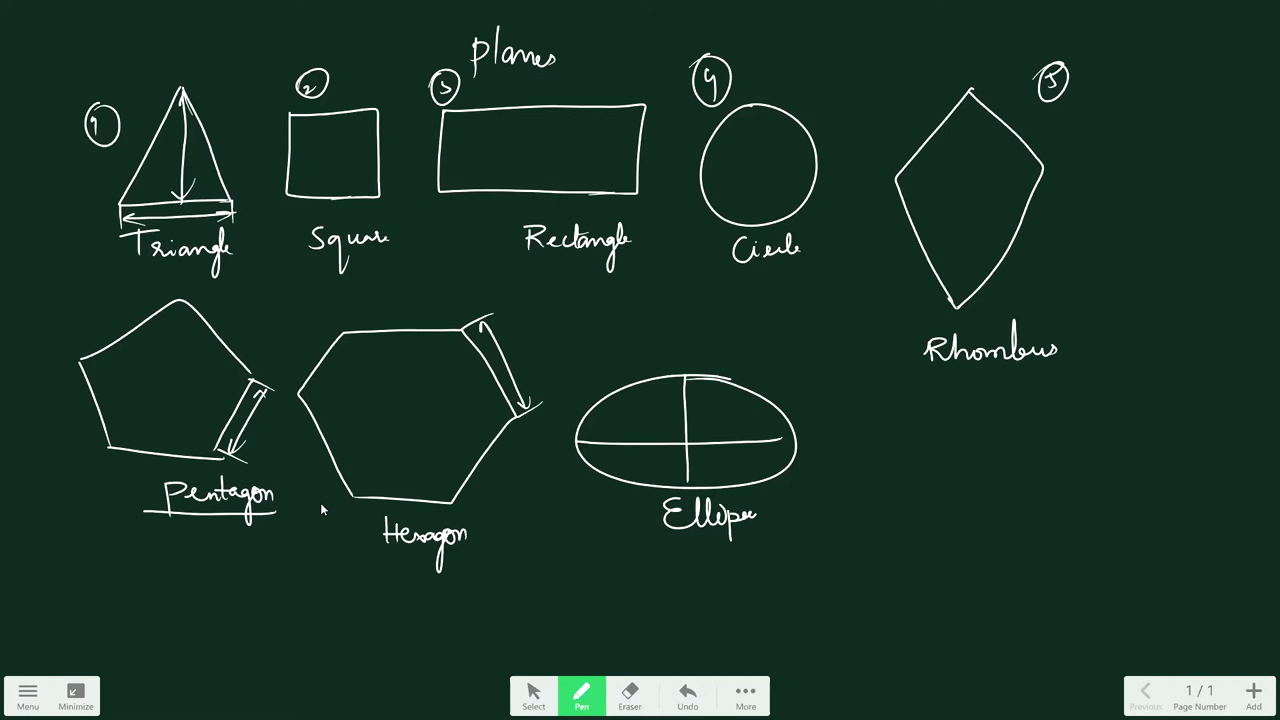 Planes
1
2
3
4
5
Triangle
Square
Rectangle
Circle
Rhombus
Pentagon
Hexagon
Ellipse
Menu
Minimize
Select
Pen
Eraser
Undo
More
Previous
1 / 1
Page Number
Add